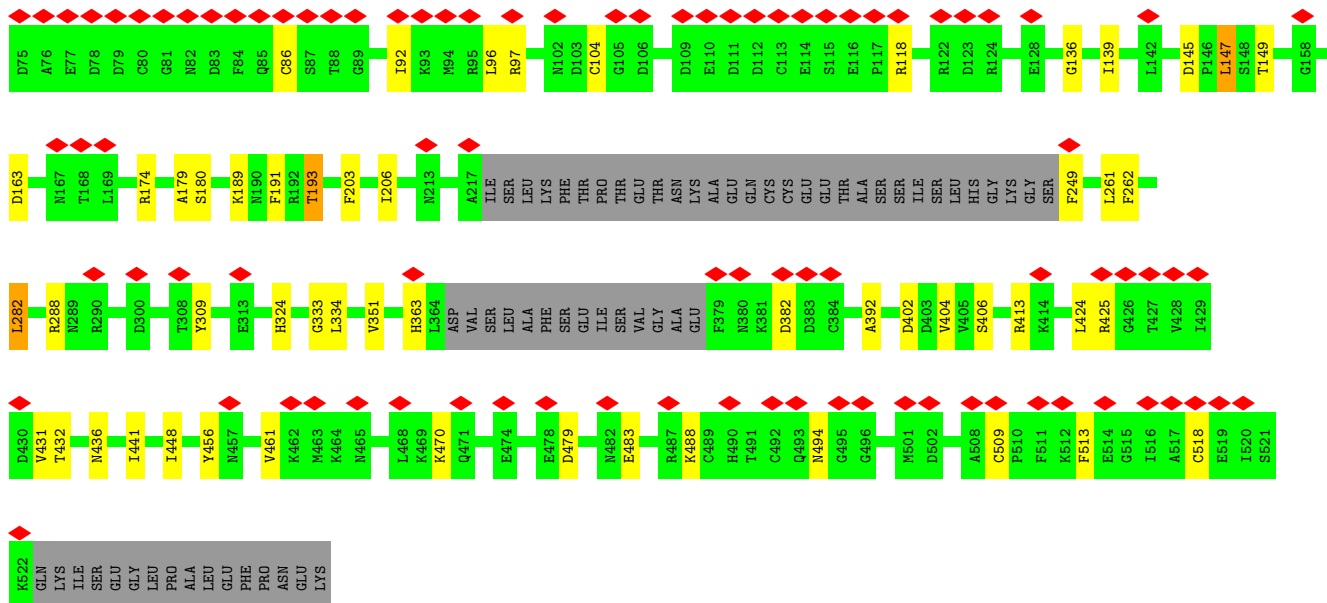 D75 A76 E77 D78 D79 C80 G81 N82 D83 F84 Q85 C86 S87 T88 G89 I92 K93 M94 R95 L96 R97 N102 D103 C104 G105 D106 D109 E110 D111 D112 C113 E114 S115 E116 P117 R118 R122 D123 R124 E128 G136 I139 L142 D145 P146 L147 S148 T149 G158
D163 N167 T168 L169 R174 A179 S180 K189 N190 F191 R192 T193 F203 I206 N213 A217 ILE SER LEU LYS PHE THR PRO THR GLU THR ASN LYS ALA GLU GLN CYS CYS GLU GLU THR ALA SER SER ILE SER LEU HIS GLY LYS GLY SER F249 L261 F262
L282 R288 N289 R290 D300 T308 Y309 E313 H324 G333 L334 V351 H363 L364 ASP VAL SER LEU ALA PHE SER GLU ILE SER VAL GLY ALA GLU F379 N380 K381 D382 D383 C384 A392 D402 D403 V404 V405 S406 R413 K414 L424 R425 G426 T427 V428 I429
D430 V431 T432 N436 I441 I448 Y456 N457 V461 K462 M463 K464 N465 L468 K469 K470 Q471 E474 E478 D479 N482 E483 R487 K488 C489 H490 T491 C492 Q493 N494 G495 G496 M501 D502 A508 C509 P510 F511 K512 F513 E514 G515 I516 A517 C518 E519 I520 S521
K522 GLN LYS ILE SER GLU GLY LEU PRO ALA LEU GLU PHE PRO ASN GLU LYS